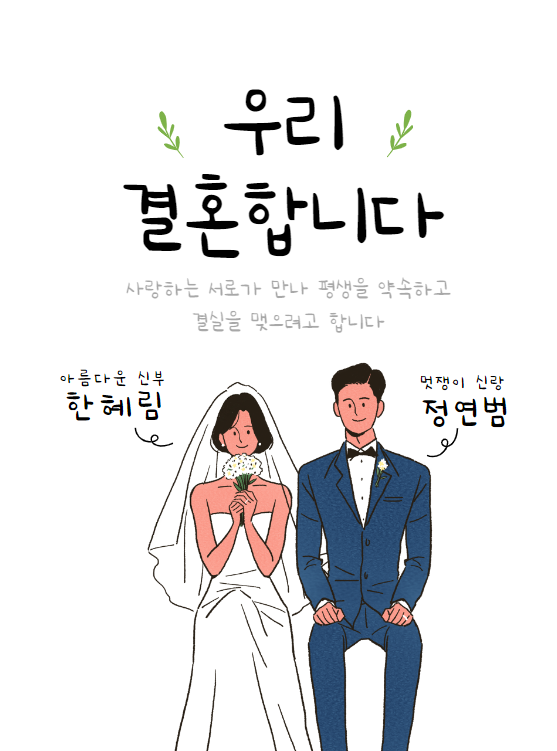 우리
결혼합니다
사랑하는 서로가 만나 평생을 약속하고
결실을 맺으려고 합니다
아름다운 신부
한혜림
멋쟁이 신랑
정연범